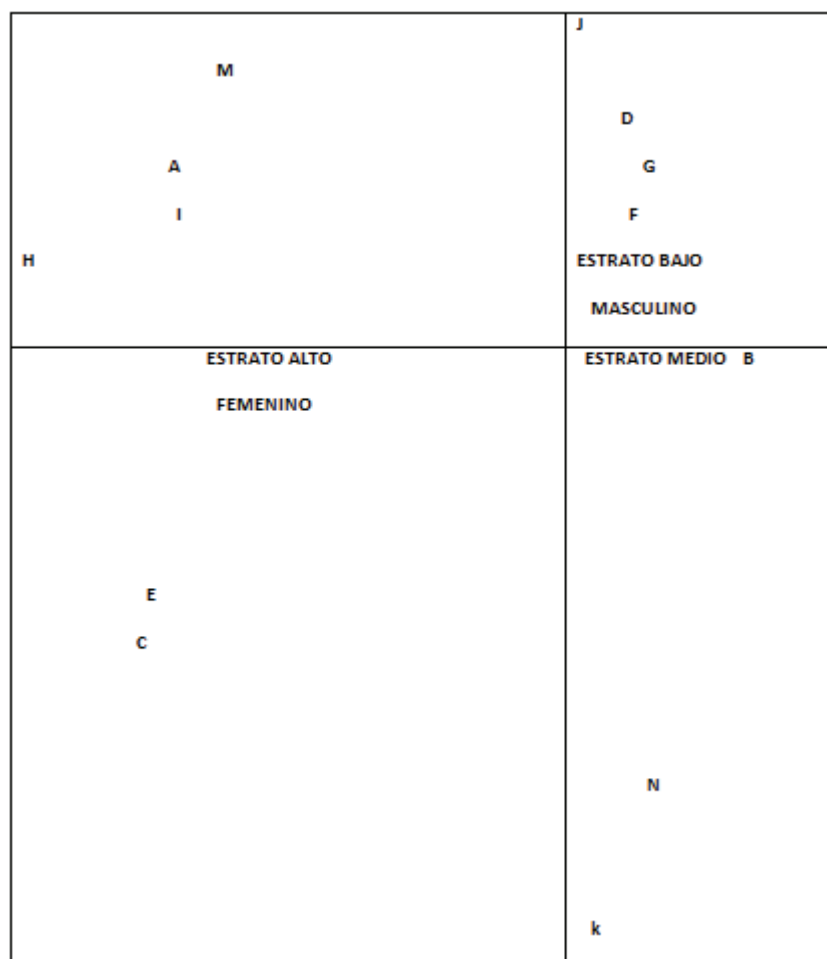 M
A
I
H
J
D
G
F
ESTRATO BAJO
MASCULINO
ESTRATO ALTO
FEMENINO
E
C
ESTRATO MEDIO B
N
k